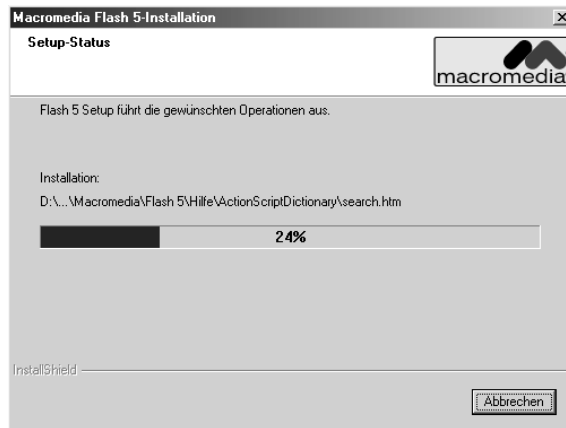 Macromedia Flash 5-Installation
Setup-Status
macromedia
Flash 5 Setup führt die gewünschten Operationen aus.
Installation:
D:\...\Macromedia\Flash 5\Hilfe\ActionScriptDictionary\search.htm
24%
InstallShield
Abbrechen